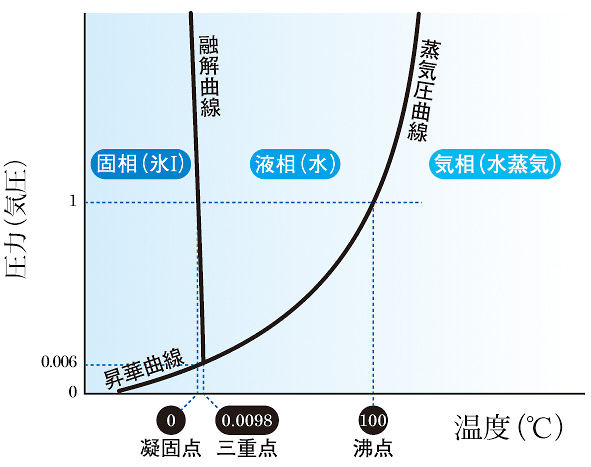 融解曲線
蒸気圧曲線
固相(氷I)
液相(水)
気相(水蒸気)
圧力(気圧)
1
0.006
昇華曲線
0
0
0.0098
100
温度(℃)
凝固点
三重点
沸点